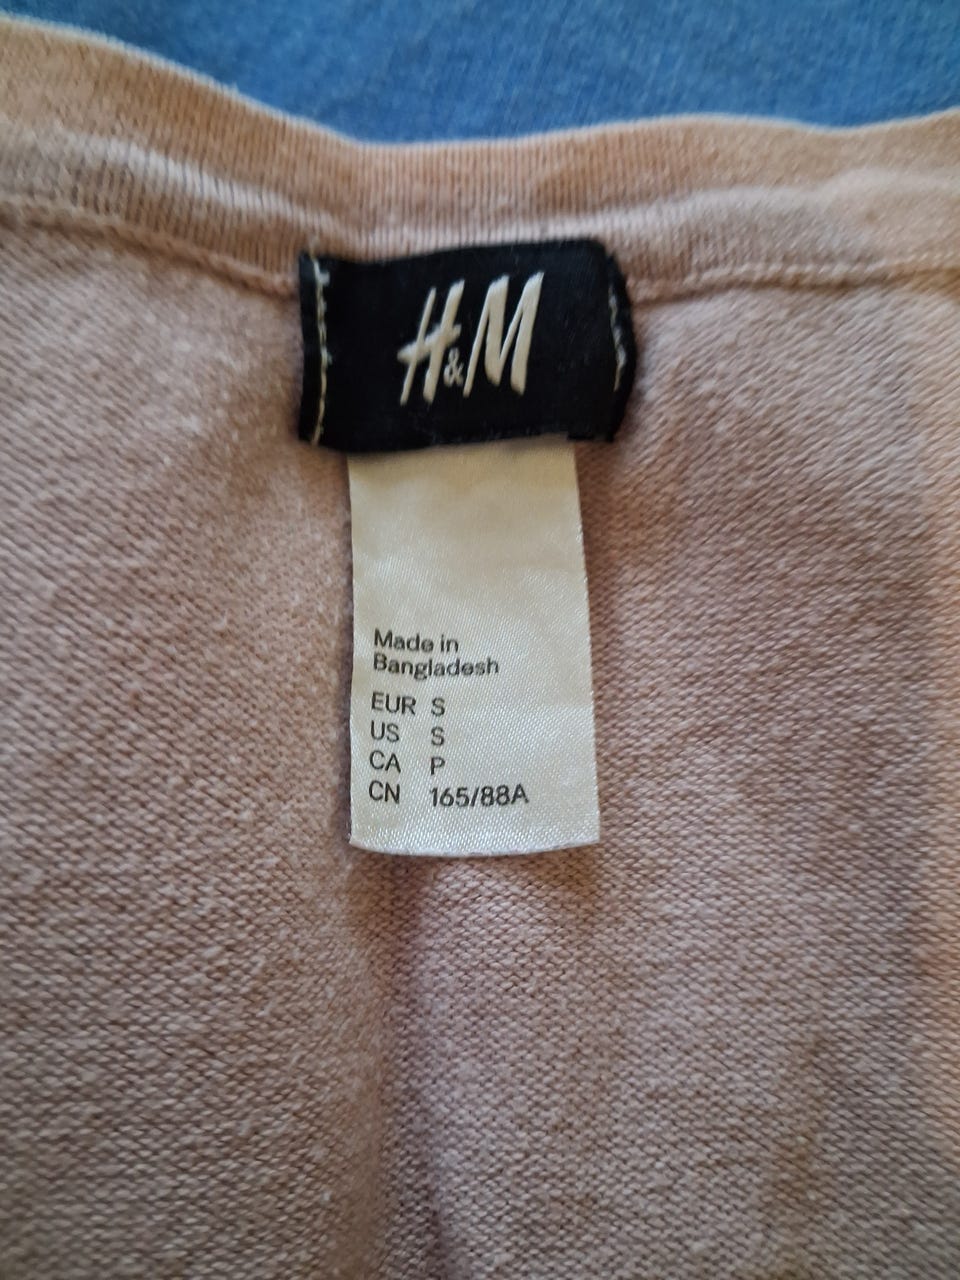 H&M
Made in
Bangladesh
EUR S
US S
CA P
CN 165/88A